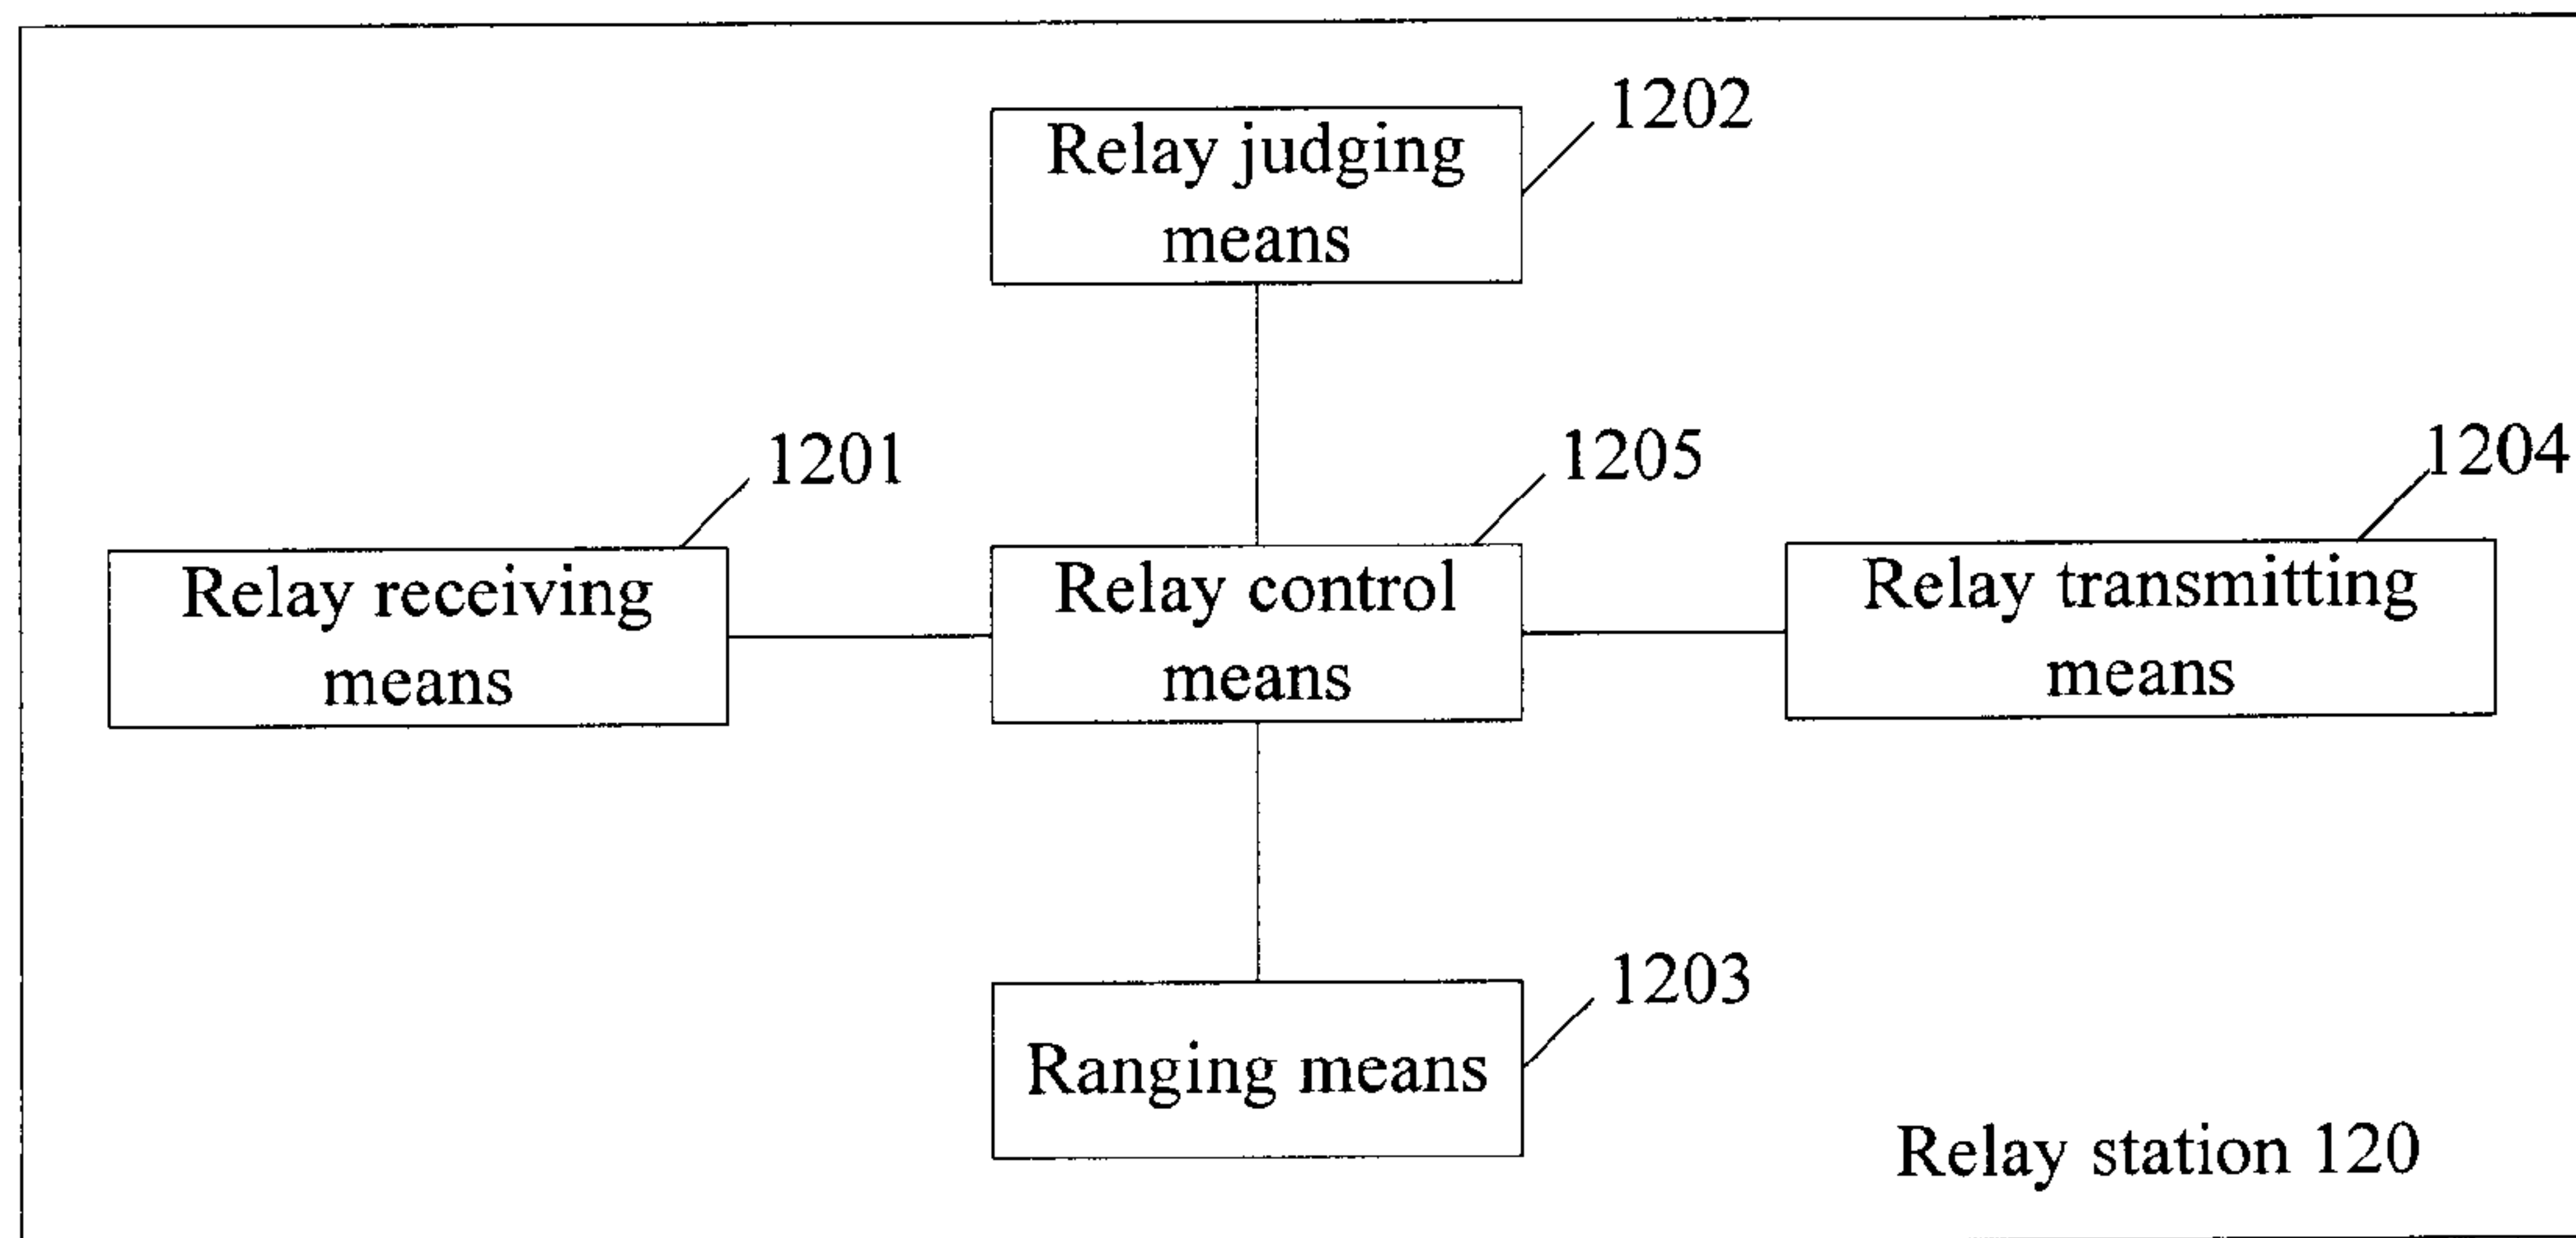 1202
Relay judging
means
1201
1205
1204
Relay receiving
means
Relay control
means
Relay transmitting
means
1203
Ranging means
Relay station 120